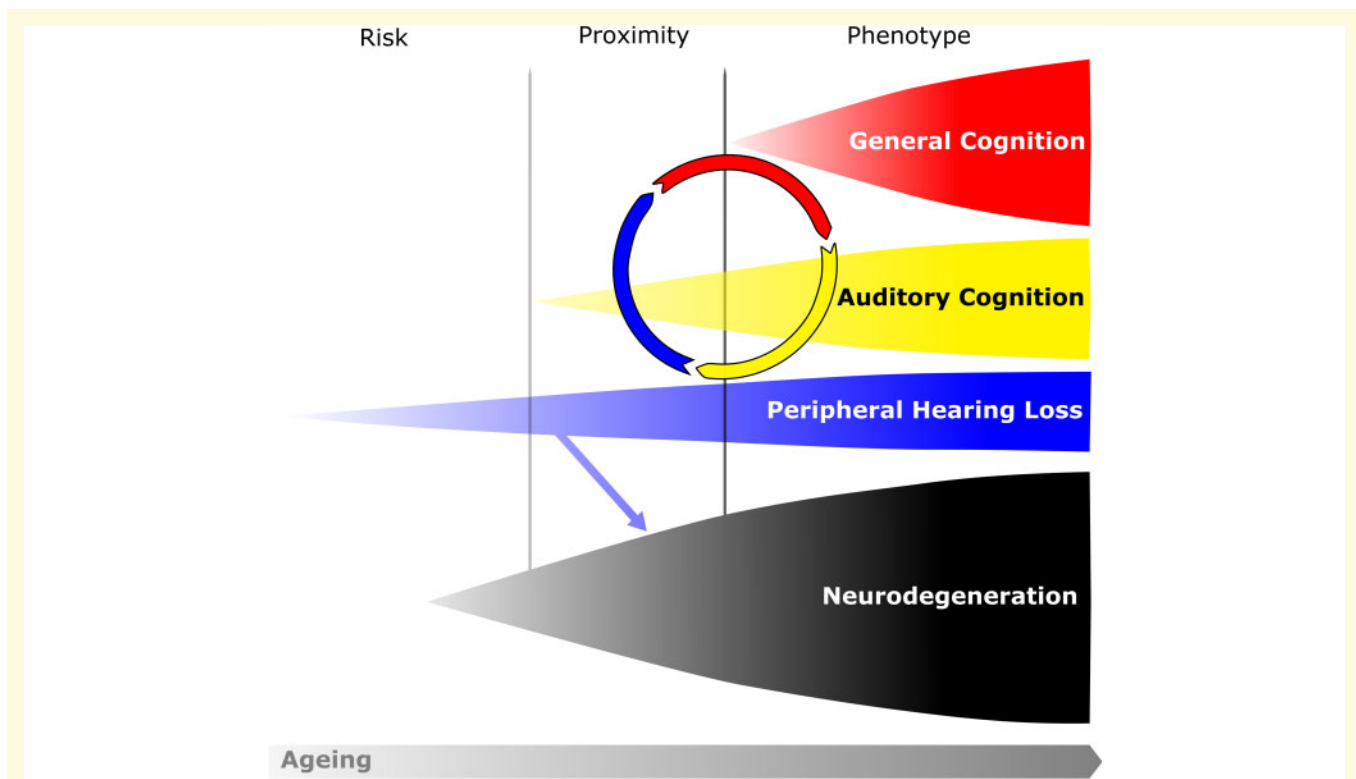 Risk
Proximity
Phenotype
General Cognition
Auditory Cognition
Peripheral Hearing Loss
Neurodegeneration
Ageing